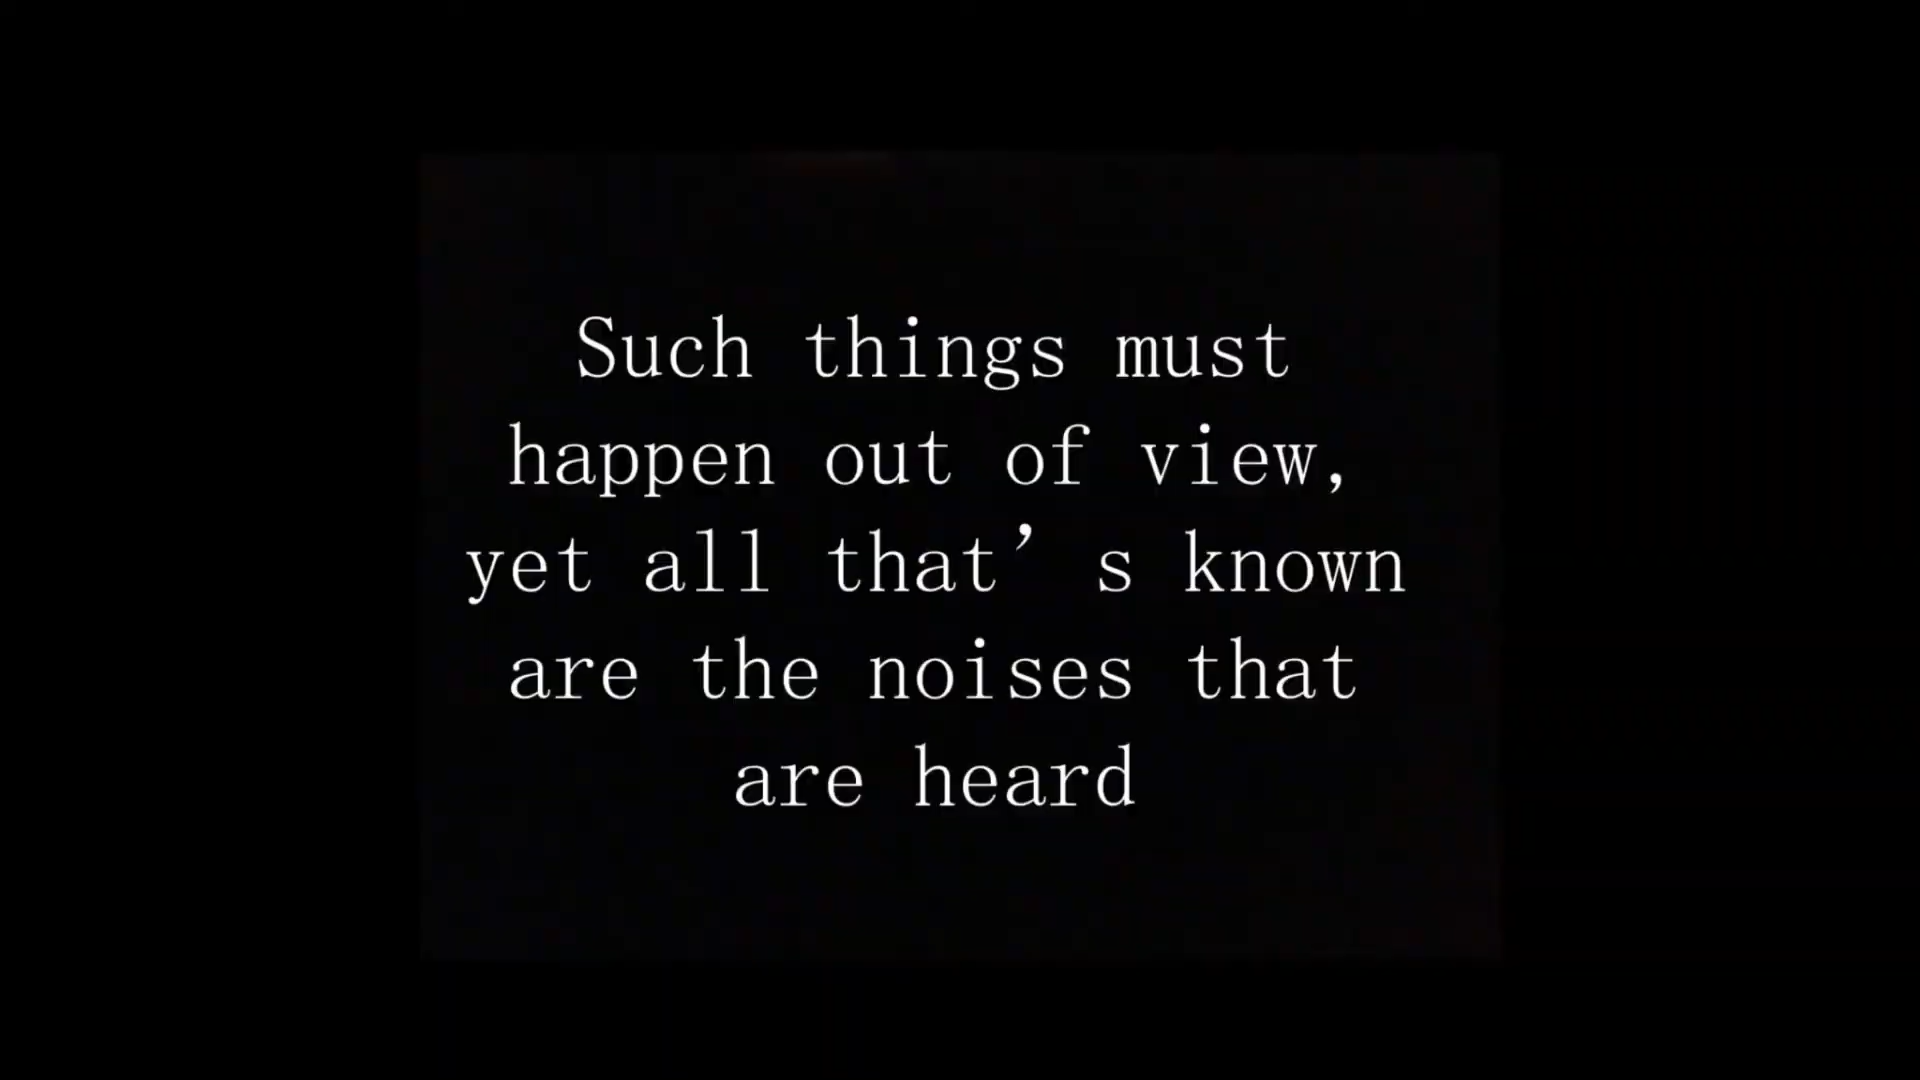 Such things must
happen out of view,
yet all that’s known
are the noises that
are heard